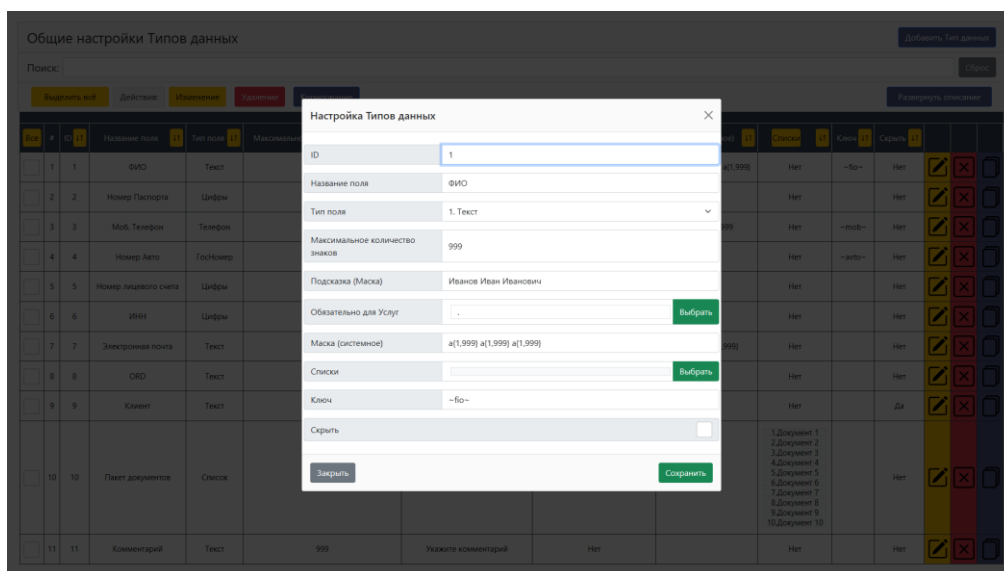 Общие настройки Типов данных
Добавить Тип данных
Поиск:
Сброс
Выделить всё Действия Изменение Удаление
Развернуть описание
Настройка Типов данных
Все # ID Название поля Тип поля Списки Ключ Скрыть
ID 1
Название поля ФИО
Тип поля 1. Текст
Максимальное количество
знаков
999
Подсказка (Маска) Иванов Иван Иванович
Обязательно для Услуг . Выбрать
Маска (системное) a{1,999} a{1,999} a{1,999}
Списки Выбрать
Ключ ~fio~
Скрыть
Закрыть Сохранить
1 1 ФИО Текст Нет ~fio~ Нет
2 2 Номер Паспорта Цифры Нет Нет
3 3 Моб. Телефон Телефон Нет ~mob~ Нет
4 4 Номер Авто ГосНомер Нет ~avto~ Нет
5 5 Номер лицевого счета Цифры Нет Нет
6 6 ИНН Цифры Нет Нет
7 7 Электронная почта Текст Нет Нет
8 8 ORD Текст Нет Нет
9 9 Клиент Текст Нет Да
10 10 Пакет документов Список Нет
1.Документ 1
2.Документ 2
3.Документ 3
4.Документ 4
5.Документ 5
6.Документ 6
7.Документ 7
8.Документ 8
9.Документ 9
10.Документ 10
11 11 Комментарий Текст 999 Укажите комментарий Нет Нет Нет